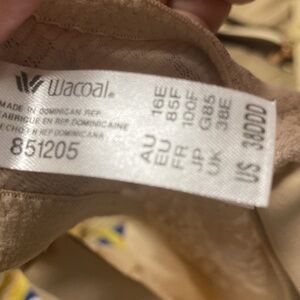 Wacoal®
MADE IN DOMINICAN REP.
FABRIQUE EN REP. DOMINICAINE
HECHO EN REP. DOMINICANA
851205
AU 16E
EU 85F
FR 100F
JP G85
UK 38E
US 38DDD